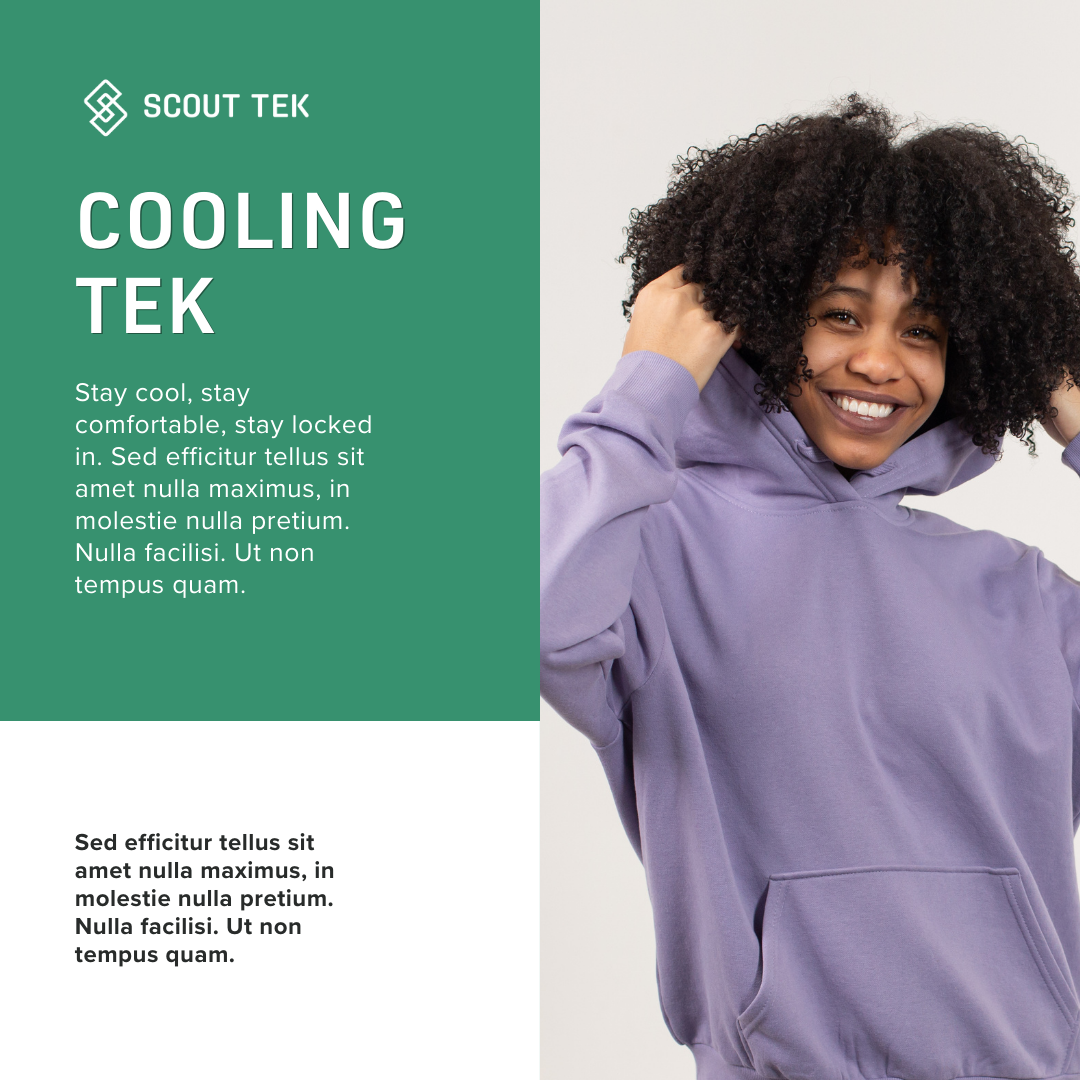 SCOUT TEK
COOLING
TEK
Stay cool, stay
comfortable, stay locked
in. Sed efficitur tellus sit
amet nulla maximus, in
molestie nulla pretium.
Nulla facilisi. Ut non
tempus quam.
Sed efficitur tellus sit
amet nulla maximus, in
molestie nulla pretium.
Nulla facilisi. Ut non
tempus quam.